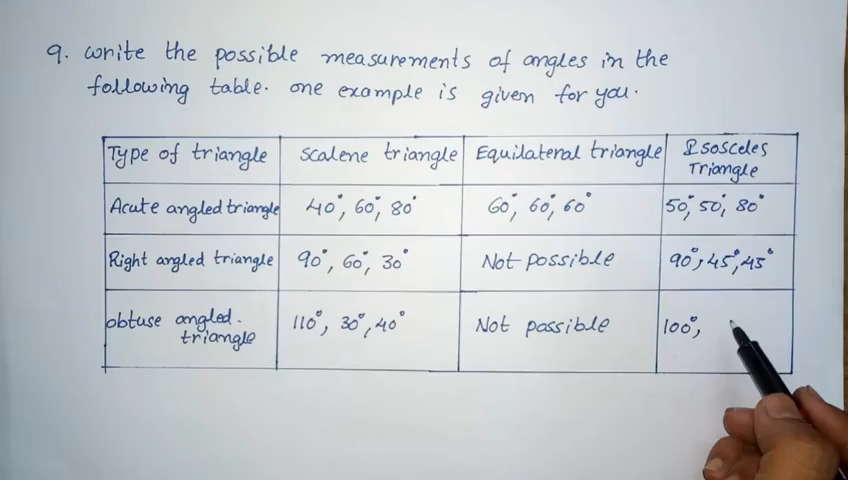 9. write the possible measurements of angles in the
following table. one example is given for you.
Type of triangle scalene triangle Equilateral triangle Isosceles Triangle
Acute angled triangle 40°, 60°, 80° 60°, 60°, 60° 50°, 50°, 80°
Right angled triangle 90°, 60°, 30° Not possible 90°, 45°, 45°
obtuse angled. triangle 110°, 30°, 40° Not possible 100°,